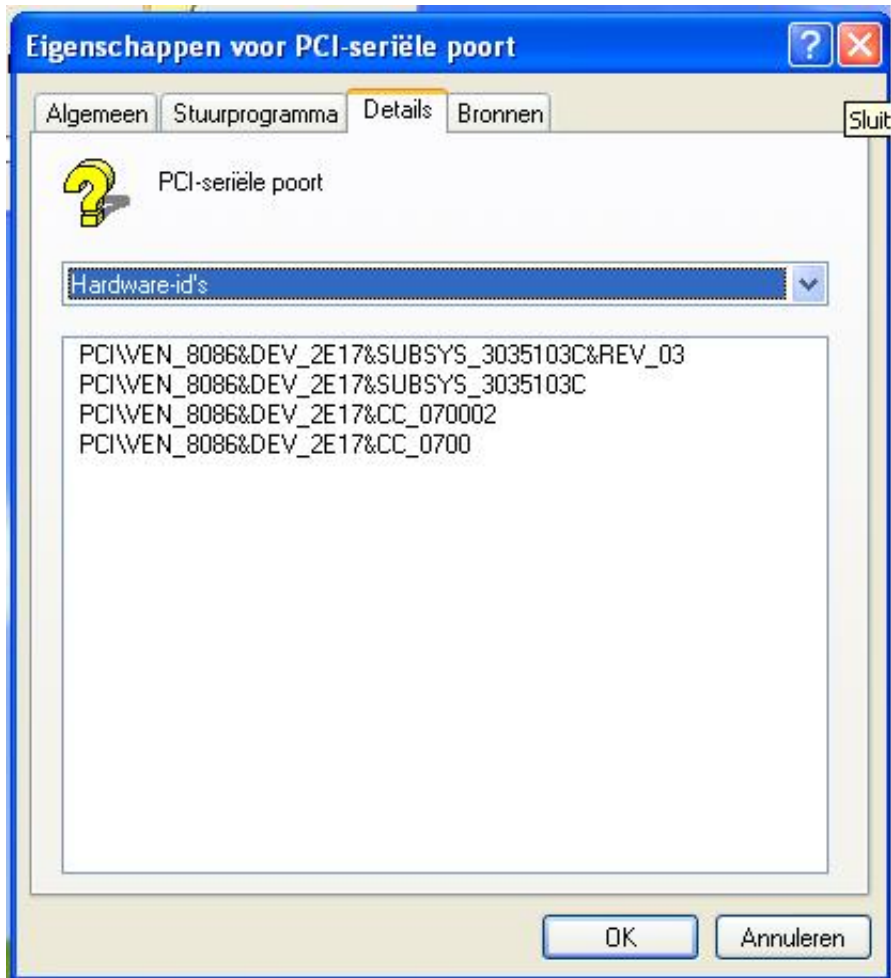 Eigenschappen voor PCI-seriële poort
Algemeen Stuurprogramma Details Bronnen
Sluit
PCI-seriële poort
Hardware-id's
PCI\VEN_8086&DEV_2E17&SUBSYS_3035103C&REV_03
PCI\VEN_8086&DEV_2E17&SUBSYS_3035103C
PCI\VEN_8086&DEV_2E17&CC_070002
PCI\VEN_8086&DEV_2E17&CC_0700
OK Annuleren